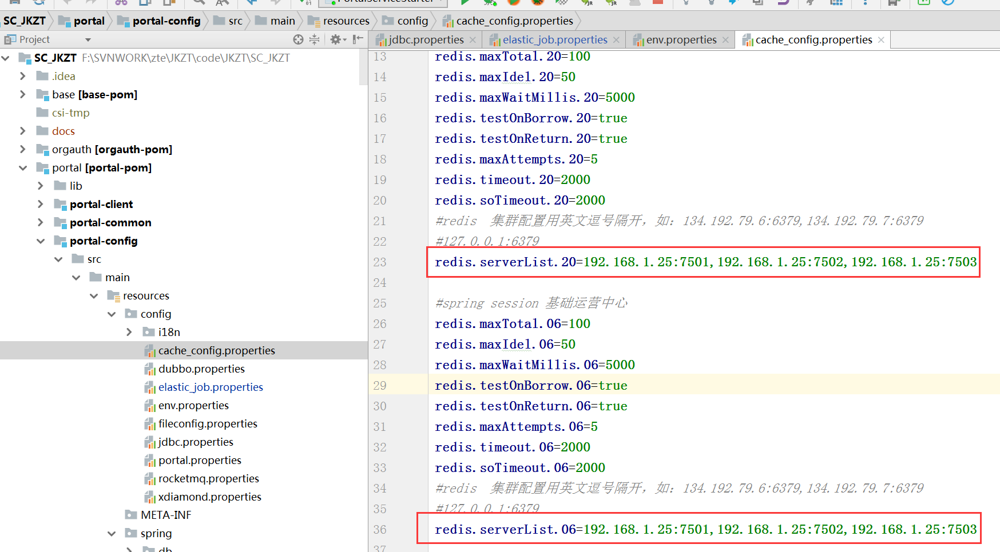 PortalServiceStarter
SC_JKZT portal portal-config src main resources config cache_config.properties
Project
jdbc.properties elastic_job.properties env.properties cache_config.properties
SC_JKZT F:\SVNWORK\zte\JKZT\code\JKZT\SC_JKZT
.idea
base [base-pom]
csi-tmp
docs
orgauth [orgauth-pom]
portal [portal-pom]
lib
portal-client
portal-common
portal-config
src
main
resources
config
i18n
cache_config.properties
dubbo.properties
elastic_job.properties
env.properties
fileconfig.properties
jdbc.properties
portal.properties
rocketmq.properties
xdiamond.properties
META-INF
spring
db
13 redis.maxTotal.20=100
14 redis.maxIdel.20=50
15 redis.maxWaitMillis.20=5000
16 redis.testOnBorrow.20=true
17 redis.testOnReturn.20=true
18 redis.maxAttempts.20=5
19 redis.timeout.20=2000
20 redis.soTimeout.20=2000
21 #redis 集群配置用英文逗号隔开，如：134.192.79.6:6379,134.192.79.7:6379
22 #127.0.0.1:6379
23 redis.serverList.20=192.168.1.25:7501,192.168.1.25:7502,192.168.1.25:7503
24
25 #spring session 基础运营中心
26 redis.maxTotal.06=100
27 redis.maxIdel.06=50
28 redis.maxWaitMillis.06=5000
29 redis.testOnBorrow.06=true
30 redis.testOnReturn.06=true
31 redis.maxAttempts.06=5
32 redis.timeout.06=2000
33 redis.soTimeout.06=2000
34 #redis 集群配置用英文逗号隔开，如：134.192.79.6:6379,134.192.79.7:6379
35 #127.0.0.1:6379
36 redis.serverList.06=192.168.1.25:7501,192.168.1.25:7502,192.168.1.25:7503
37